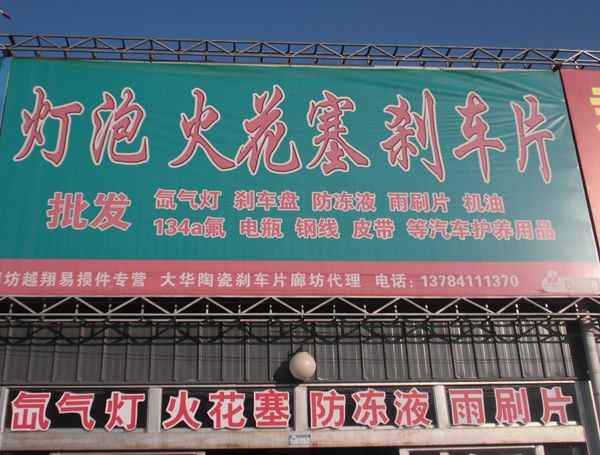 灯泡 火花塞 刹车片
批发
氙气灯 刹车盘 防冻液 雨刷片 机油
134a氟 电瓶 钢线 皮带 等汽车护养用品
坊越翔易损件专营 大华陶瓷刹车片廊坊代理 电话：13784111370
氙气灯 火花塞 防冻液 雨刷片